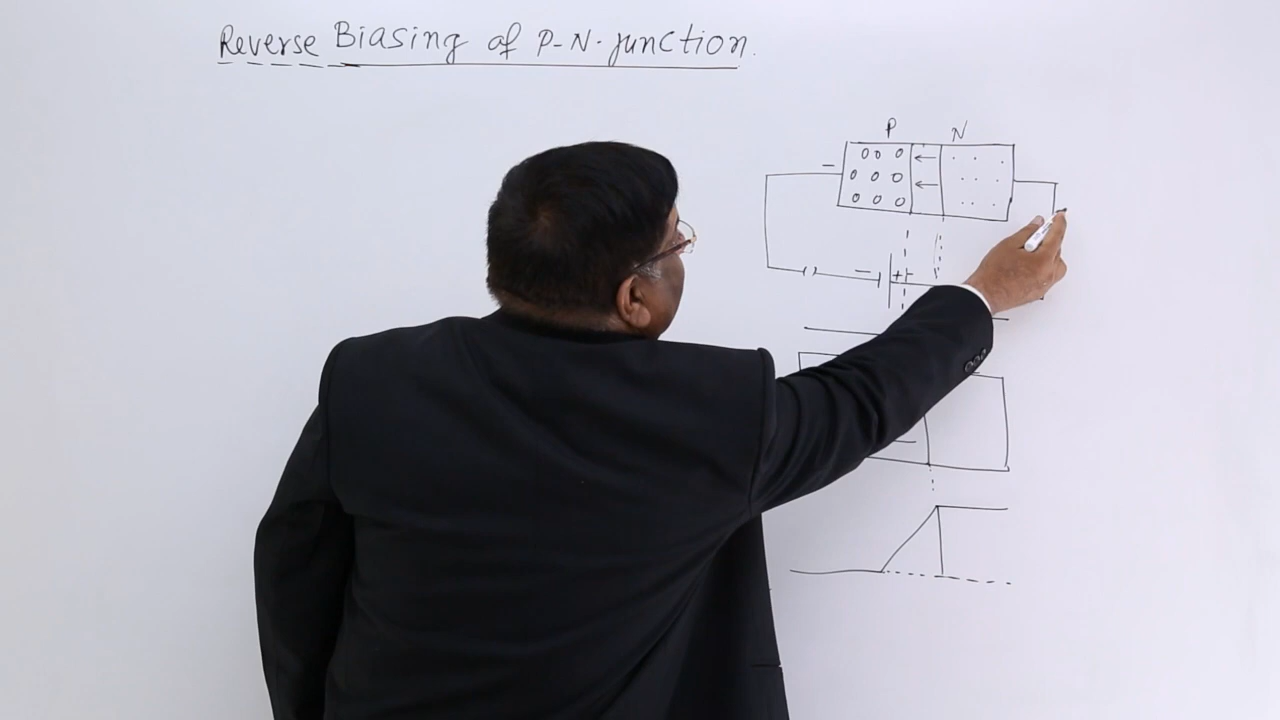 Reverse Biasing of P-N-junction.
P N
−
− +